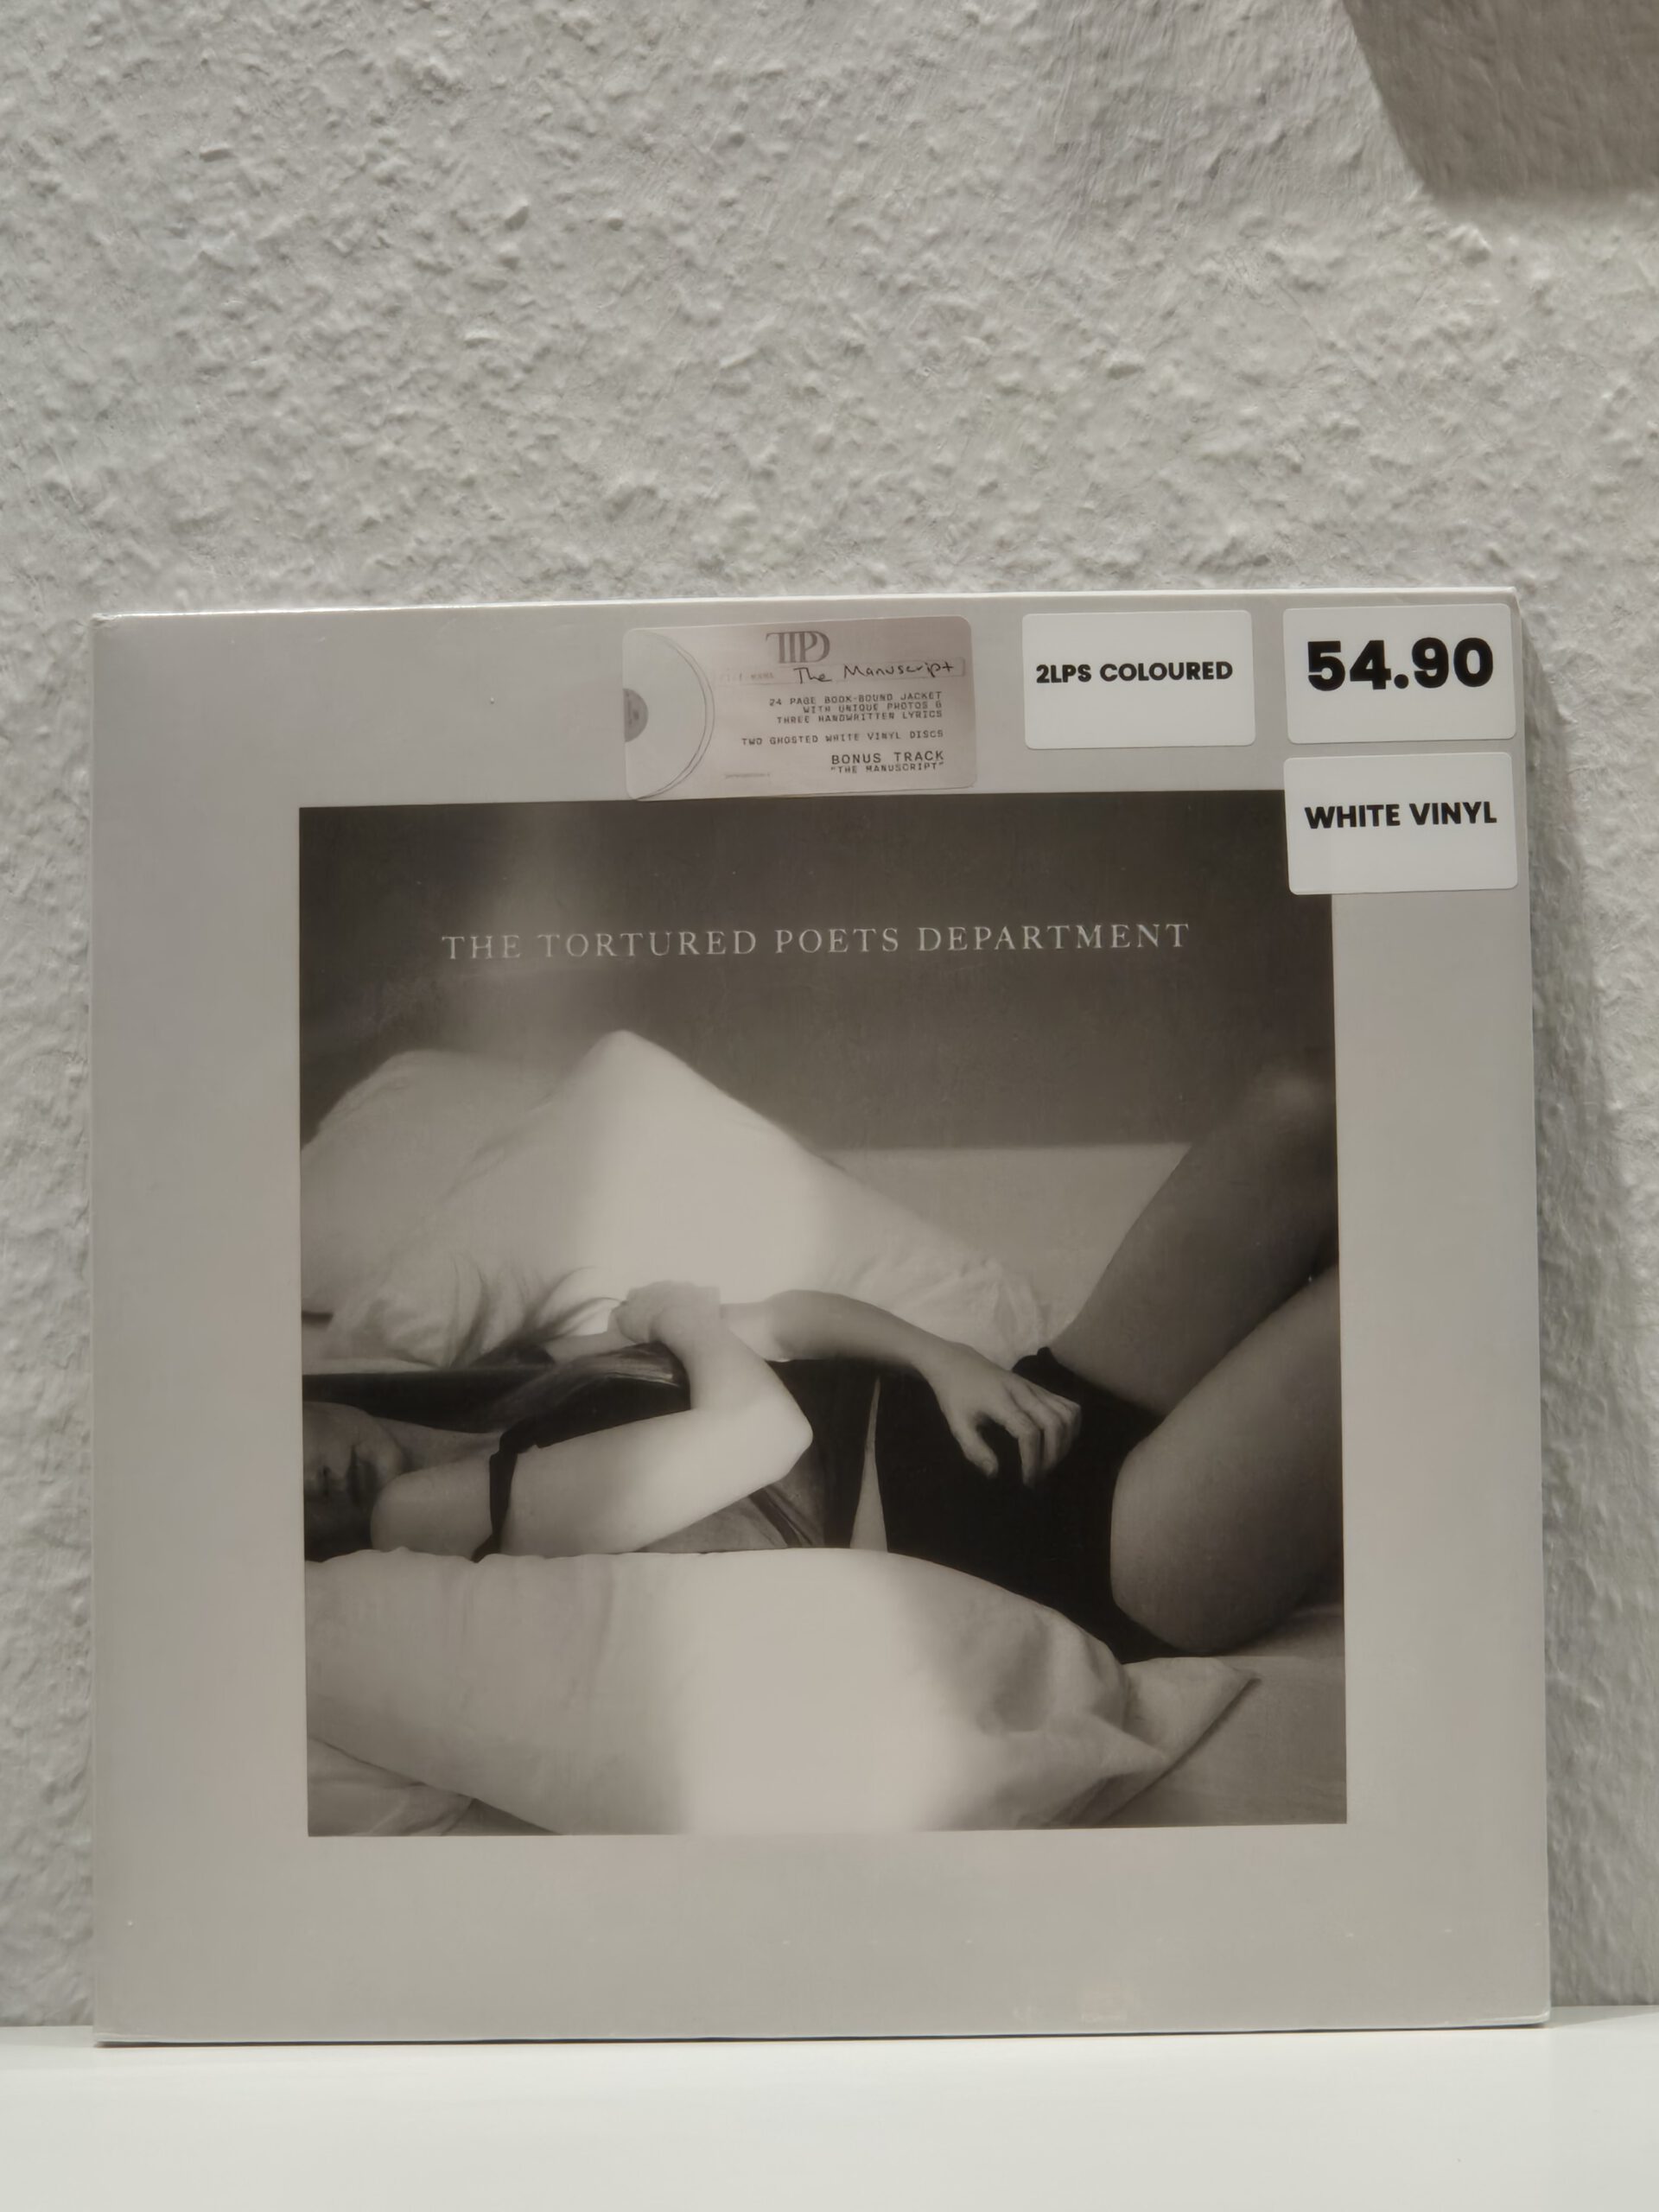 TTPD
The Manuscript
24 PAGE BOOK-BOUND JACKET
WITH UNIQUE PHOTOS &
THREE HANDWRITTEN LYRICS
TWO GHOSTED WHITE VINYL DISCS
BONUS TRACK
"THE MANUSCRIPT"
2LPS COLOURED
54.90
WHITE VINYL
THE TORTURED POETS DEPARTMENT